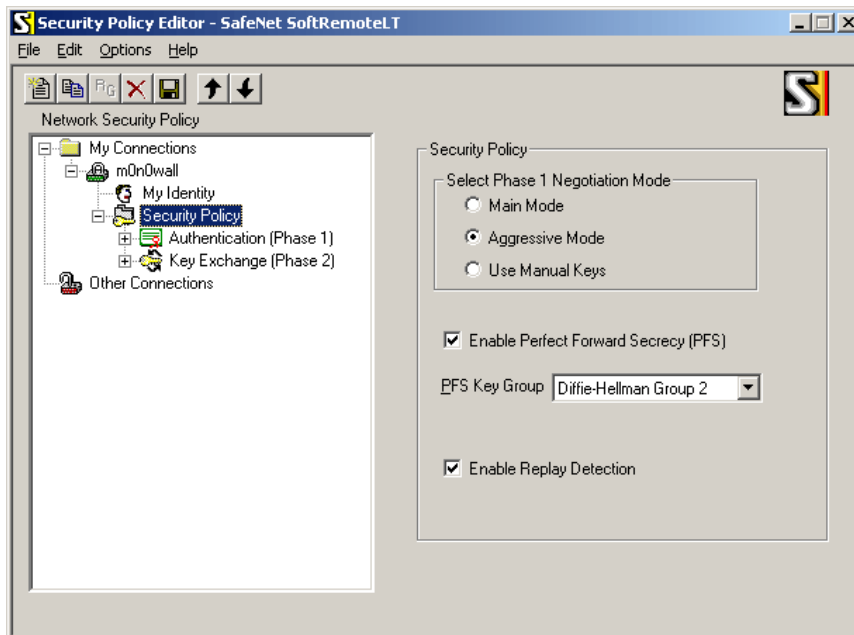 Security Policy Editor - SafeNet SoftRemoteLT
File Edit Options Help
Network Security Policy
My Connections
m0n0wall
My Identity
Security Policy
Authentication (Phase 1)
Key Exchange (Phase 2)
Other Connections
Security Policy
Select Phase 1 Negotiation Mode
Main Mode
Aggressive Mode
Use Manual Keys
Enable Perfect Forward Secrecy (PFS)
PFS Key Group Diffie-Hellman Group 2
Enable Replay Detection